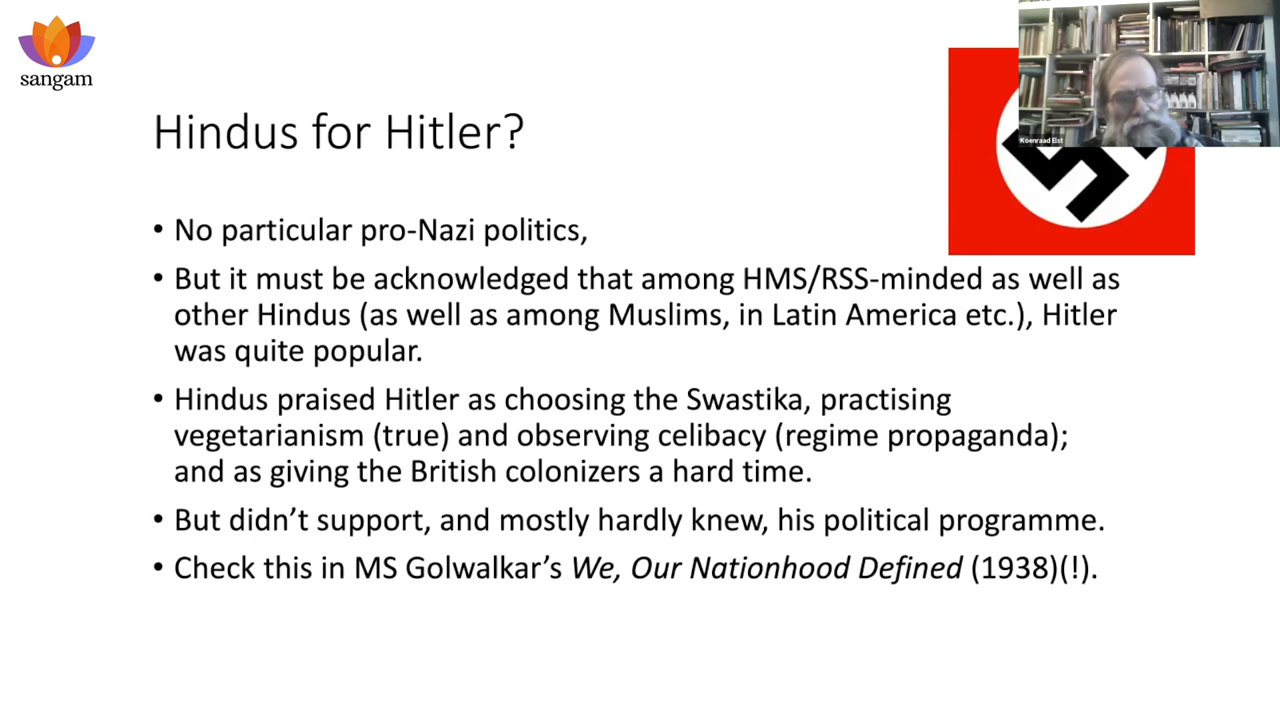 sangam
Koenraad Elst
Hindus for Hitler?
• No particular pro-Nazi politics,
• But it must be acknowledged that among HMS/RSS-minded as well as
other Hindus (as well as among Muslims, in Latin America etc.), Hitler
was quite popular.
• Hindus praised Hitler as choosing the Swastika, practising
vegetarianism (true) and observing celibacy (regime propaganda);
and as giving the British colonizers a hard time.
• But didn’t support, and mostly hardly knew, his political programme.
• Check this in MS Golwalkar’s We, Our Nationhood Defined (1938)(!).